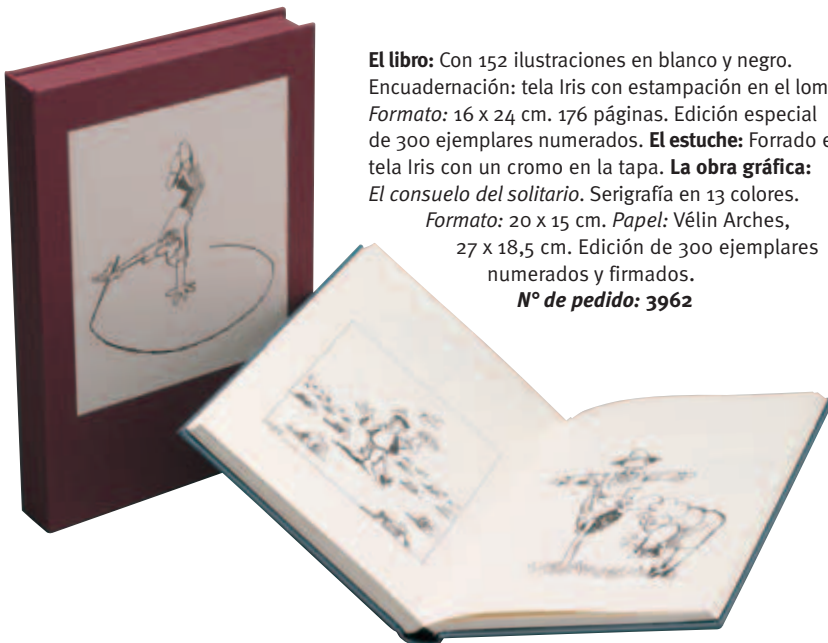 El libro: Con 152 ilustraciones en blanco y negro.
Encuadernación: tela Iris con estampación en el lom
Formato: 16 x 24 cm. 176 páginas. Edición especial
de 300 ejemplares numerados. El estuche: Forrado e
tela Iris con un cromo en la tapa. La obra gráfica:
El consuelo del solitario. Serigrafía en 13 colores.
Formato: 20 x 15 cm. Papel: Vélin Arches,
27 x 18,5 cm. Edición de 300 ejemplares
numerados y firmados.
N° de pedido: 3962